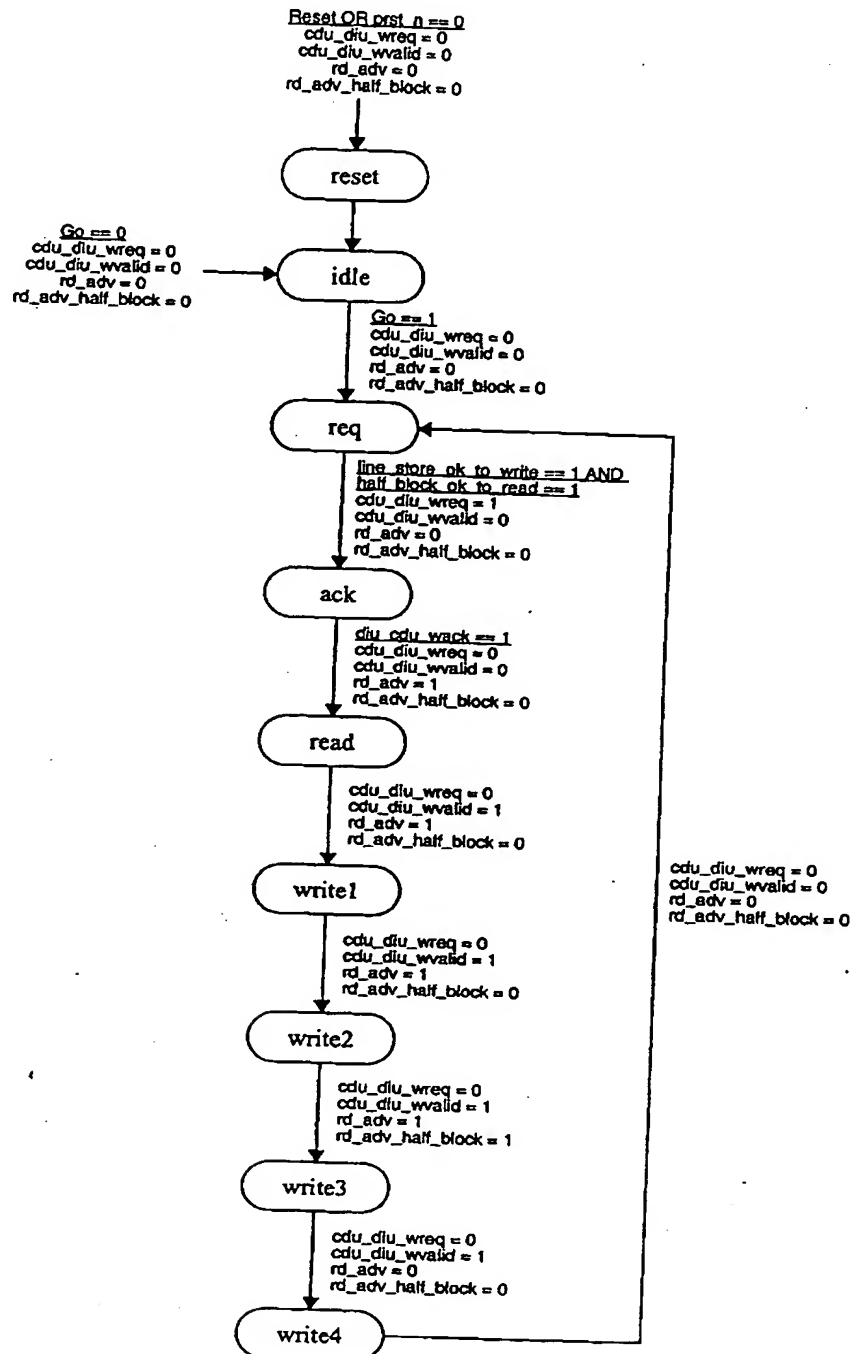 Reset OR prst_n == 0
cdu_diu_wreq = 0
cdu_diu_wvalid = 0
rd_adv = 0
rd_adv_half_block = 0
reset
Go == 0
cdu_diu_wreq = 0
cdu_diu_wvalid = 0
rd_adv = 0
rd_adv_half_block = 0
idle
Go == 1
cdu_diu_wreq = 0
cdu_diu_wvalid = 0
rd_adv = 0
rd_adv_half_block = 0
req
line_store_ok_to_write == 1 AND
half_block_ok_to_read == 1
cdu_diu_wreq = 1
cdu_diu_wvalid = 0
rd_adv = 0
rd_adv_half_block = 0
ack
diu_cdu_wack == 1
cdu_diu_wreq = 0
cdu_diu_wvalid = 0
rd_adv = 1
rd_adv_half_block = 0
read
cdu_diu_wreq = 0
cdu_diu_wvalid = 1
rd_adv = 1
rd_adv_half_block = 0
write1
cdu_diu_wreq = 0
cdu_diu_wvalid = 0
rd_adv = 0
rd_adv_half_block = 0
cdu_diu_wreq = 0
cdu_diu_wvalid = 1
rd_adv = 1
rd_adv_half_block = 0
write2
cdu_diu_wreq = 0
cdu_diu_wvalid = 1
rd_adv = 1
rd_adv_half_block = 1
write3
cdu_diu_wreq = 0
cdu_diu_wvalid = 1
rd_adv = 0
rd_adv_half_block = 0
write4